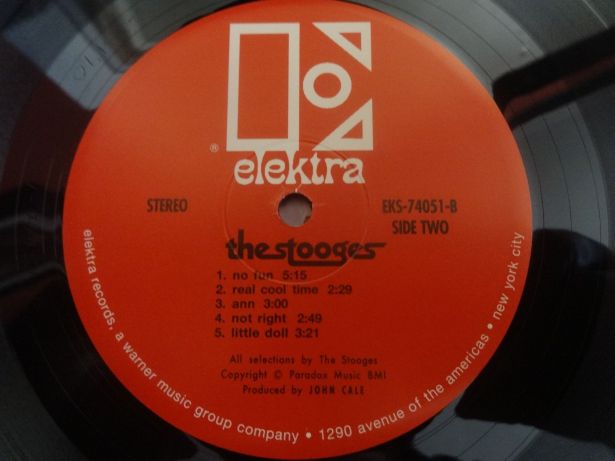 ®
elektra
STEREO
EKS-74051-B
SIDE TWO
the stooges
1. no fun 5:15
2. real cool time 2:29
3. ann 3:00
4. not right 2:49
5. little doll 3:21
All selections by The Stooges
Copyright © Paradox Music BMI
Produced by JOHN CALE
elektra records, a warner music group company • 1290 avenue of the americas • new york city